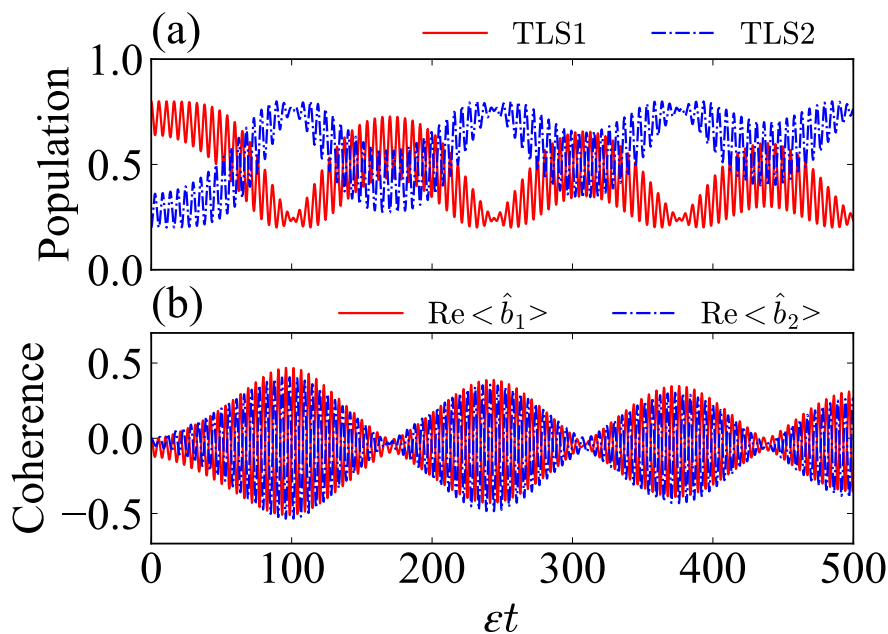 (a) TLS1 TLS2
1.0
0.5
0.0
Population
(b) Re<b̂₁> Re<b̂₂>
0.5
0.0
−0.5
Coherence
0 100 200 300 400 500
εt